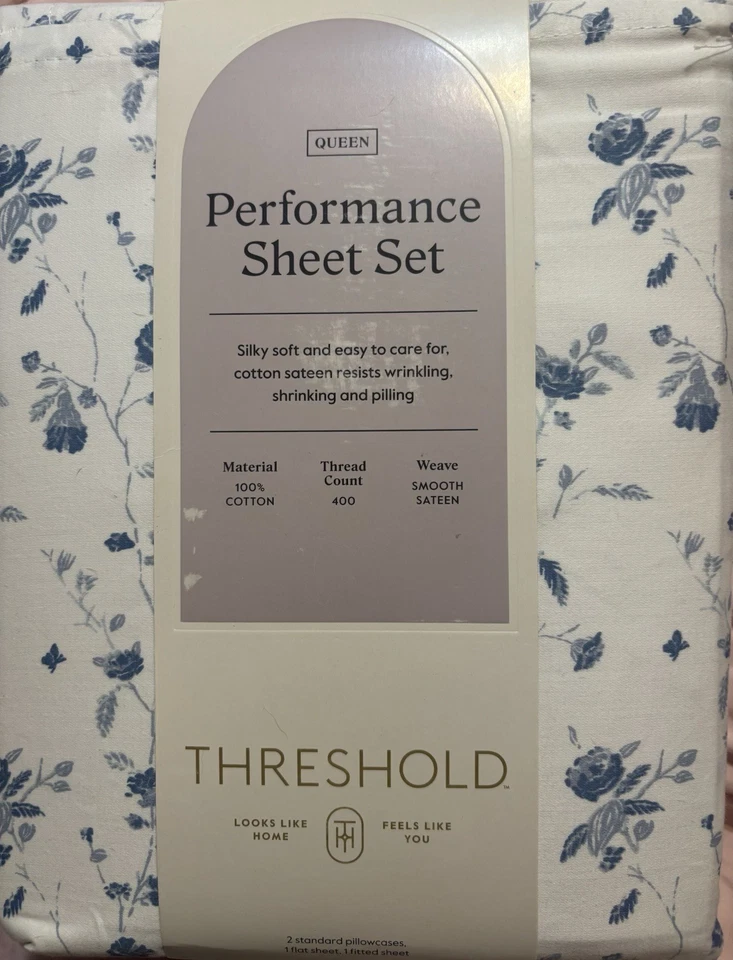 QUEEN
Performance
Sheet Set
Silky soft and easy to care for,
cotton sateen resists wrinkling,
shrinking and pilling
Material
100%
COTTON
Thread
Count
400
Weave
SMOOTH
SATEEN
THRESHOLD™
LOOKS LIKE
HOME
FEELS LIKE
YOU
2 standard pillowcases,
1 flat sheet, 1 fitted sheet